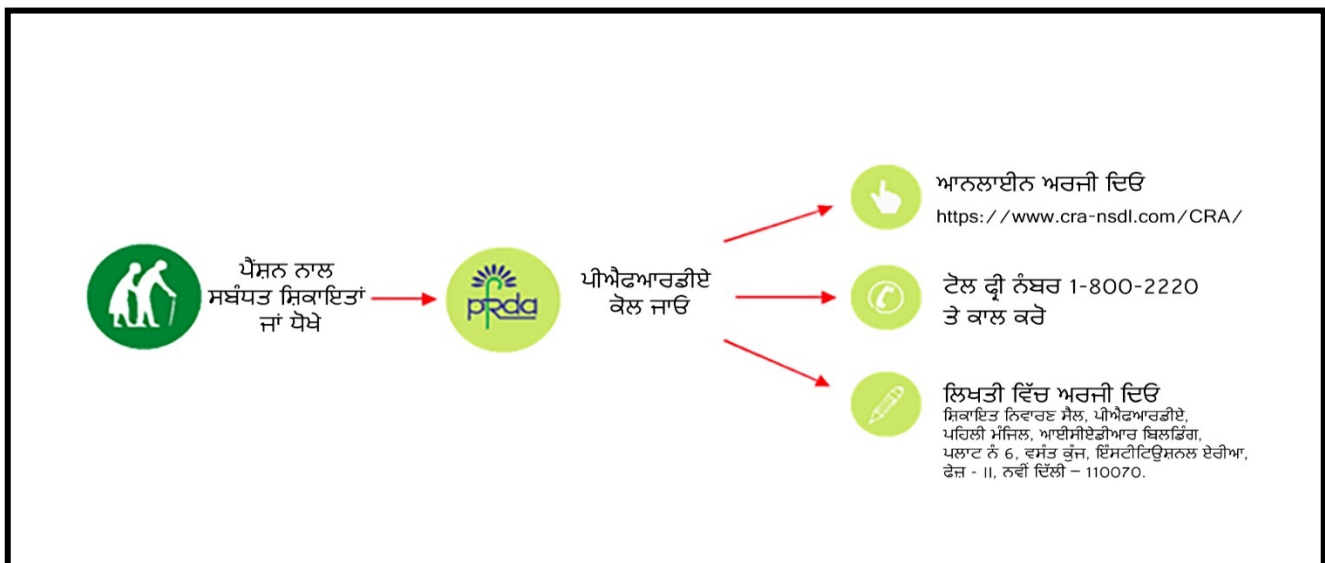 ਪੈਂਸ਼ਨ ਨਾਲ
ਸਬੰਧਤ ਸ਼ਿਕਾਇਤਾਂ
ਜਾਂ ਧੋਖੇ
pfrda
ਪੀਐਫਆਰਡੀਏ
ਕੋਲ ਜਾਓ
ਆਨਲਾਈਨ ਅਰਜੀ ਦਿਓ
https://www.cra-nsdl.com/CRA/
ਟੋਲ ਫ੍ਰੀ ਨੰਬਰ 1-800-2220
ਤੇ ਕਾਲ ਕਰੋ
ਲਿਖਤੀ ਵਿੱਚ ਅਰਜੀ ਦਿਓ
ਸ਼ਿਕਾਇਤ ਨਿਵਾਰਣ ਸੈਲ, ਪੀਐਫਆਰਡੀਏ,
ਪਹਿਲੀ ਮੰਜਿਲ, ਆਈਸੀਏਡੀਆਰ ਬਿਲਡਿੰਗ,
ਪਲਾਟ ਨੰ 6, ਵਸੰਤ ਕੁੰਜ, ਇੰਸਟੀਟਿਊਸ਼ਨਲ ਏਰੀਆ,
ਫੇਜ਼ - II, ਨਵੀਂ ਦਿੱਲੀ – 110070.